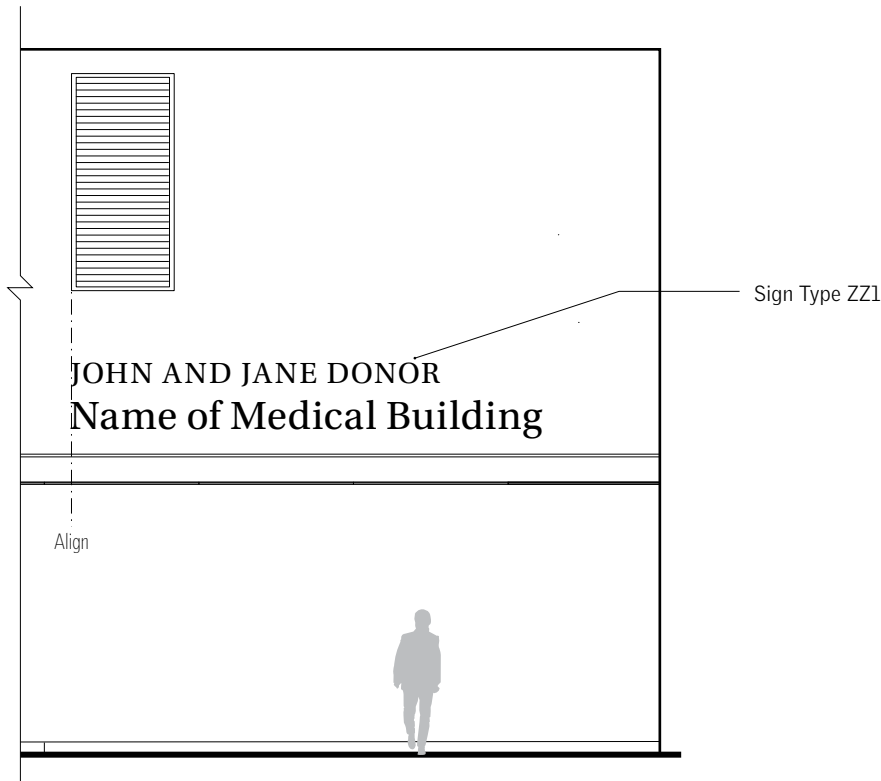 Sign Type ZZ1
JOHN AND JANE DONOR
Name of Medical Building
Align